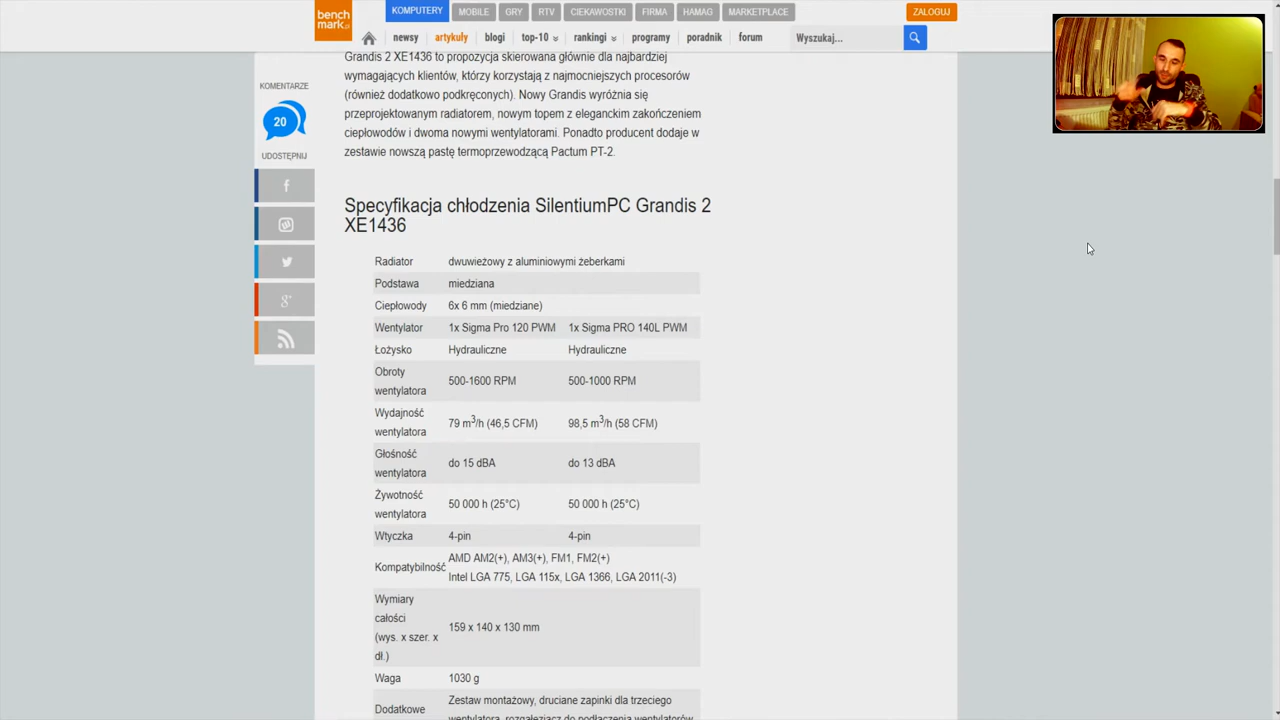 bench
mark.pl
KOMPUTERY
MOBILE
GRY
RTV
CIEKAWOSTKI
FIRMA
HAMAG
MARKETPLACE
ZALOGUJ
newsy
artykuły
blogi
top-10
rankingi
programy
poradnik
forum
Wyszukaj...
KOMENTARZE
20
UDOSTĘPNIJ
Grandis 2 XE1436 to propozycja skierowana głównie dla najbardziej
wymagających klientów, którzy korzystają z najmocniejszych procesorów
(również dodatkowo podkręconych). Nowy Grandis wyróżnia się
przeprojektowanym radiatorem, nowym topem z eleganckim zakończeniem
ciepłowodów i dwoma nowymi wentylatorami. Ponadto producent dodaje w
zestawie nowszą pastę termoprzewodzącą Pactum PT-2.
Specyfikacja chłodzenia SilentiumPC Grandis 2
XE1436
Radiator dwuwieżowy z aluminiowymi żeberkami
Podstawa miedziana
Ciepłowody 6x 6 mm (miedziane)
Wentylator 1x Sigma Pro 120 PWM 1x Sigma PRO 140L PWM
Łożysko Hydrauliczne Hydrauliczne
Obroty
wentylatora 500-1600 RPM 500-1000 RPM
Wydajność
wentylatora 79 m3/h (46,5 CFM) 98,5 m3/h (58 CFM)
Głośność
wentylatora do 15 dBA do 13 dBA
Żywotność
wentylatora 50 000 h (25°C) 50 000 h (25°C)
Wtyczka 4-pin 4-pin
Kompatybilność AMD AM2(+), AM3(+), FM1, FM2(+)
Intel LGA 775, LGA 115x, LGA 1366, LGA 2011(-3)
Wymiary
całości
(wys. x szer. x
dł.) 159 x 140 x 130 mm
Waga 1030 g
Dodatkowe Zestaw montażowy, druciane zapinki dla trzeciego
wentylatora, rozgałęziacz do podłączenia wentylatorów